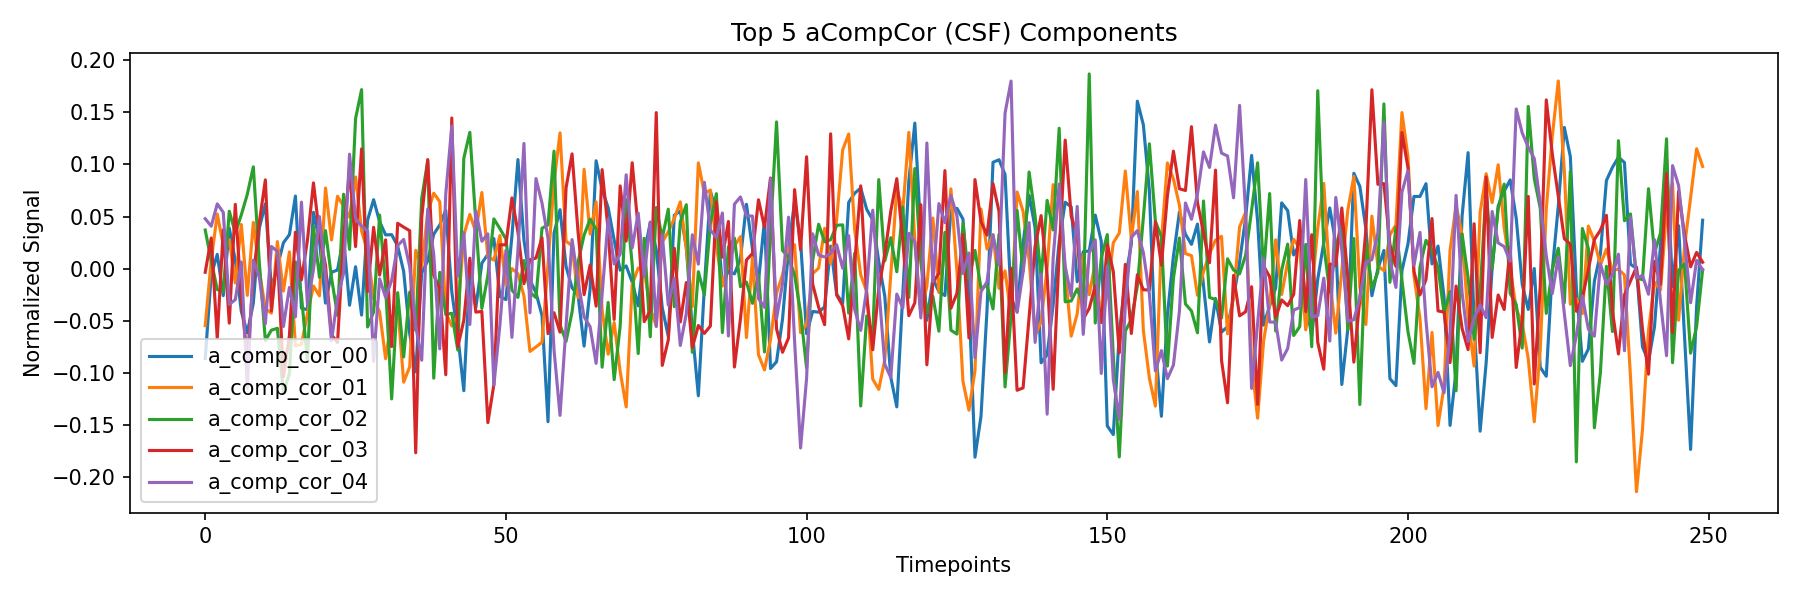 Top 5 aCompCor (CSF) Components
Normalized Signal
0.20
0.15
0.10
0.05
0.00
−0.05
−0.10
−0.15
−0.20
a_comp_cor_00
a_comp_cor_01
a_comp_cor_02
a_comp_cor_03
a_comp_cor_04
0 50 100 150 200 250
Timepoints